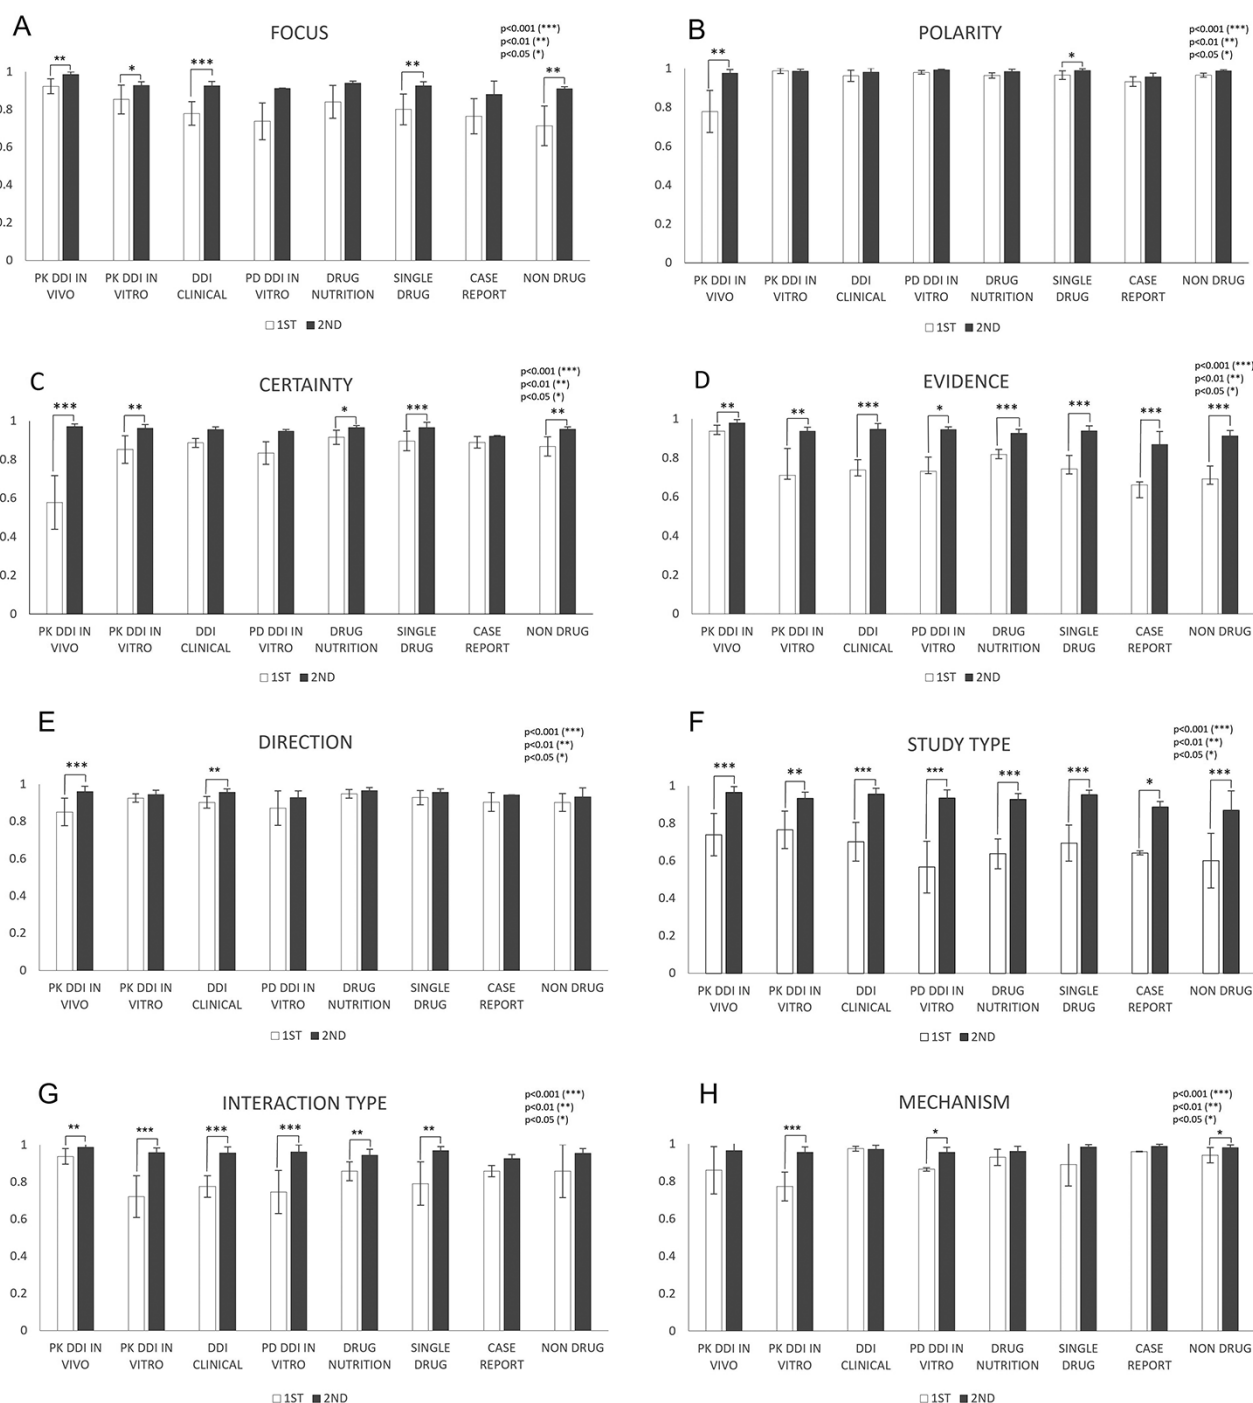 A
FOCUS
p<0.001 (***)
p<0.01 (**)
p<0.05 (*)
** * *** ** **
1
0.8
0.6
0.4
0.2
0
PK DDI IN PK DDI IN DDI PD DDI IN DRUG SINGLE CASE NON DRUG
VIVO VITRO CLINICAL VITRO NUTRITION DRUG REPORT
1ST 2ND
B
POLARITY
p<0.001 (***)
p<0.01 (**)
p<0.05 (*)
** *
1
0.8
0.6
0.4
0.2
0
PK DDI IN PK DDI IN DDI PD DDI IN DRUG SINGLE CASE NON DRUG
VIVO VITRO CLINICAL VITRO NUTRITION DRUG REPORT
1ST 2ND
C
CERTAINTY
p<0.001 (***)
p<0.01 (**)
p<0.05 (*)
*** ** * *** **
1
0.8
0.6
0.4
0.2
0
PK DDI IN PK DDI IN DDI PD DDI IN DRUG SINGLE CASE NON DRUG
VIVO VITRO CLINICAL VITRO NUTRITION DRUG REPORT
1ST 2ND
D
EVIDENCE
p<0.001 (***)
p<0.01 (**)
p<0.05 (*)
** ** *** * *** *** *** ***
1
0.8
0.6
0.4
0.2
0
PK DDI IN PK DDI IN DDI PD DDI IN DRUG SINGLE CASE NON DRUG
VIVO VITRO CLINICAL VITRO NUTRITION DRUG REPORT
1ST 2ND
E
DIRECTION
p<0.001 (***)
p<0.01 (**)
p<0.05 (*)
*** **
1
0.8
0.6
0.4
0.2
0
PK DDI IN PK DDI IN DDI PD DDI IN DRUG SINGLE CASE NON DRUG
VIVO VITRO CLINICAL VITRO NUTRITION DRUG REPORT
1ST 2ND
F
STUDY TYPE
p<0.001 (***)
p<0.01 (**)
p<0.05 (*)
*** ** *** *** *** *** * ***
1
0.8
0.6
0.4
0.2
0
PK DDI IN PK DDI IN DDI PD DDI IN DRUG SINGLE CASE NON DRUG
VIVO VITRO CLINICAL VITRO NUTRITION DRUG REPORT
1ST 2ND
G
INTERACTION TYPE
p<0.001 (***)
p<0.01 (**)
p<0.05 (*)
** *** *** *** ** **
1
0.8
0.6
0.4
0.2
0
PK DDI IN PK DDI IN DDI PD DDI IN DRUG SINGLE CASE NON DRUG
VIVO VITRO CLINICAL VITRO NUTRITION DRUG REPORT
1ST 2ND
H
MECHANISM
p<0.001 (***)
p<0.01 (**)
p<0.05 (*)
*** * *
1
0.8
0.6
0.4
0.2
0
PK DDI IN PK DDI IN DDI PD DDI IN DRUG SINGLE CASE NON DRUG
VIVO VITRO CLINICAL VITRO NUTRITION DRUG REPORT
1ST 2ND